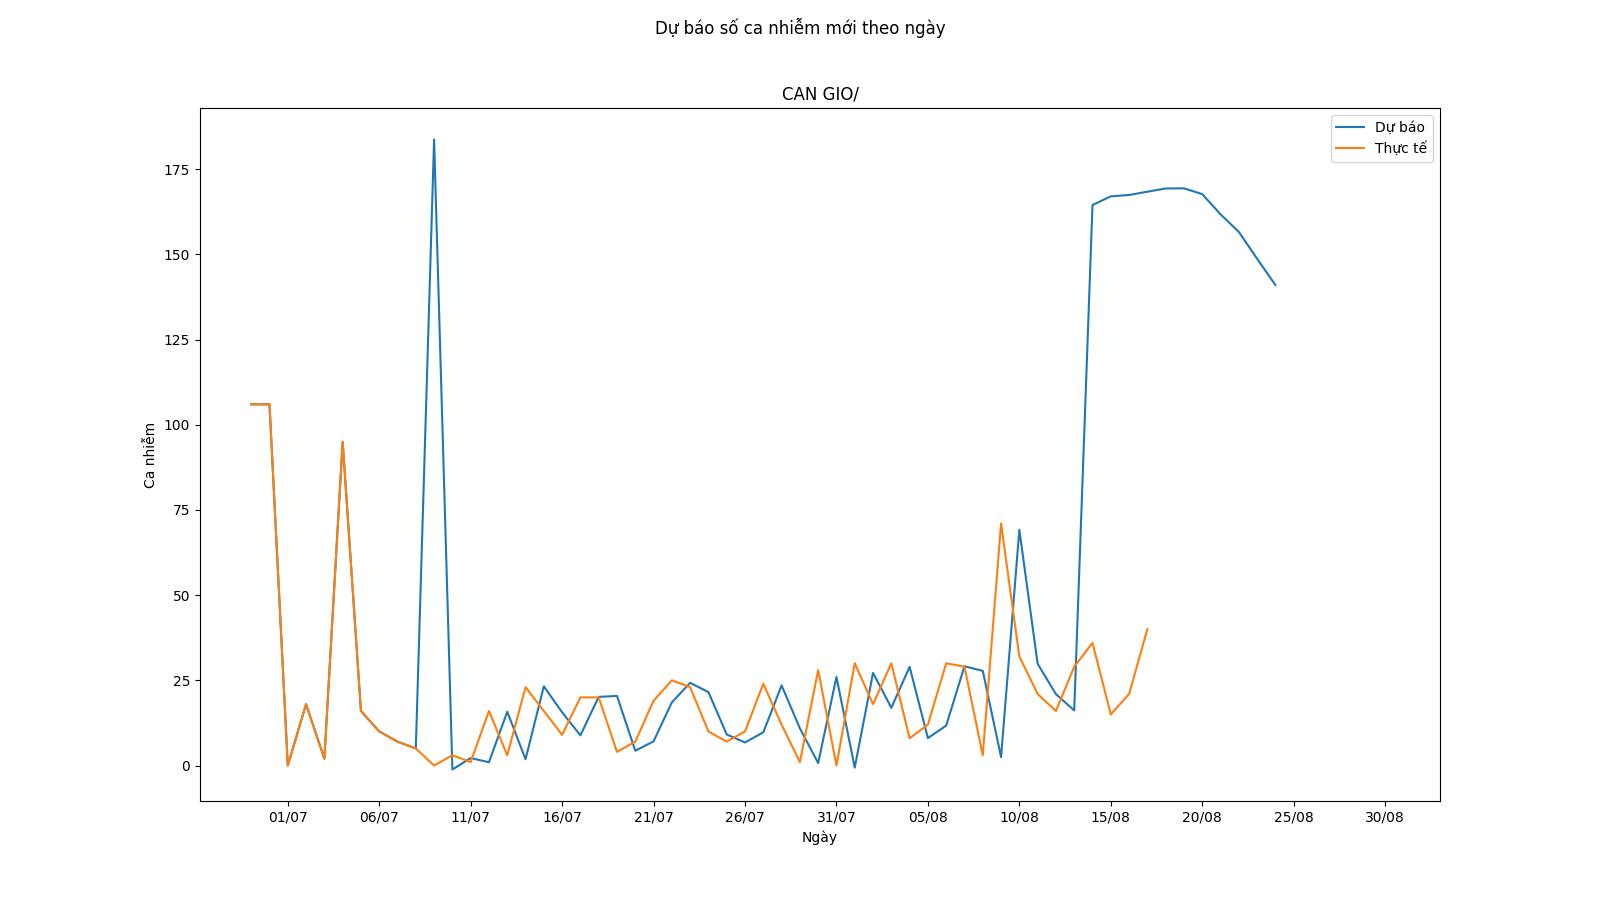 Dự báo số ca nhiễm mới theo ngày
CAN GIO/
Dự báo
Thực tế
175
150
125
100
75
50
25
0
Ca nhiễm
01/07 06/07 11/07 16/07 21/07 26/07 31/07 05/08 10/08 15/08 20/08 25/08 30/08
Ngày